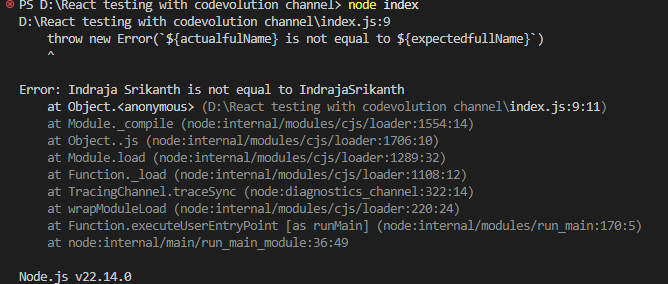 PS D:\React testing with codevolution channel> node index
D:\React testing with codevolution channel\index.js:9
    throw new Error(`${actualfulName} is not equal to ${expectedfullName}`)
    ^

Error: Indraja Srikanth is not equal to IndrajaSrikanth
    at Object.<anonymous> (D:\React testing with codevolution channel\index.js:9:11)
    at Module._compile (node:internal/modules/cjs/loader:1554:14)
    at Object..js (node:internal/modules/cjs/loader:1706:10)
    at Module.load (node:internal/modules/cjs/loader:1289:32)
    at Function._load (node:internal/modules/cjs/loader:1108:12)
    at TracingChannel.traceSync (node:diagnostics_channel:322:14)
    at wrapModuleLoad (node:internal/modules/cjs/loader:220:24)
    at Function.executeUserEntryPoint [as runMain] (node:internal/modules/run_main:170:5)
    at node:internal/main/run_main_module:36:49

Node.js v22.14.0